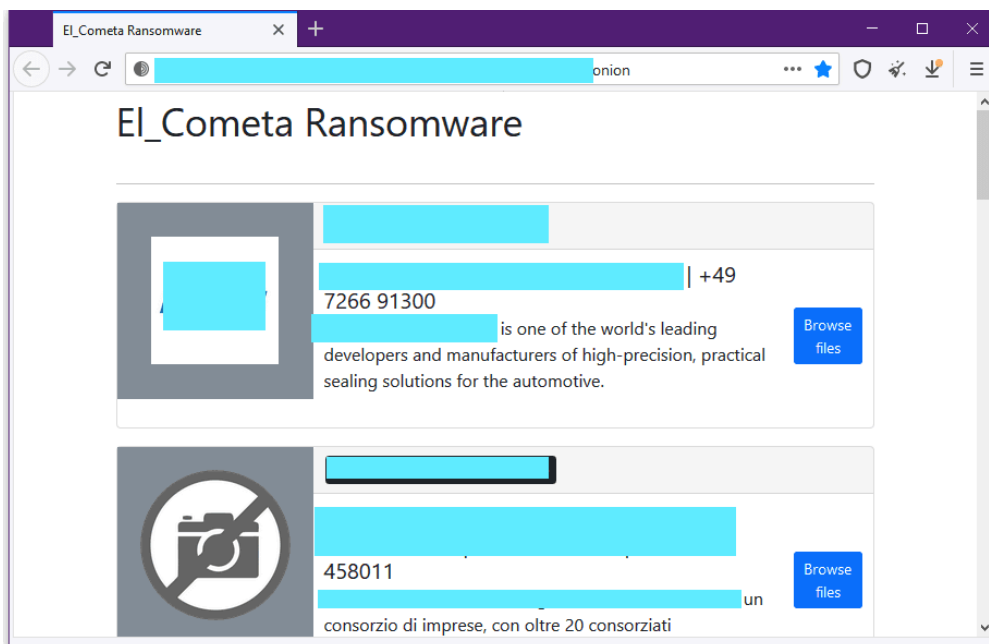 El_Cometa Ransomware
onion
El_Cometa Ransomware
| +49
7266 91300
is one of the world's leading
developers and manufacturers of high-precision, practical
sealing solutions for the automotive.
Browse
files
458011
un
consorzio di imprese, con oltre 20 consorziati
Browse
files